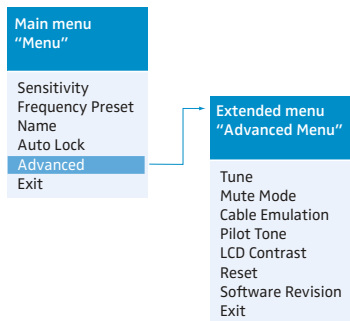 Main menu
“Menu”
Sensitivity
Frequency Preset
Name
Auto Lock
Advanced
Exit
Extended menu
“Advanced Menu”
Tune
Mute Mode
Cable Emulation
Pilot Tone
LCD Contrast
Reset
Software Revision
Exit